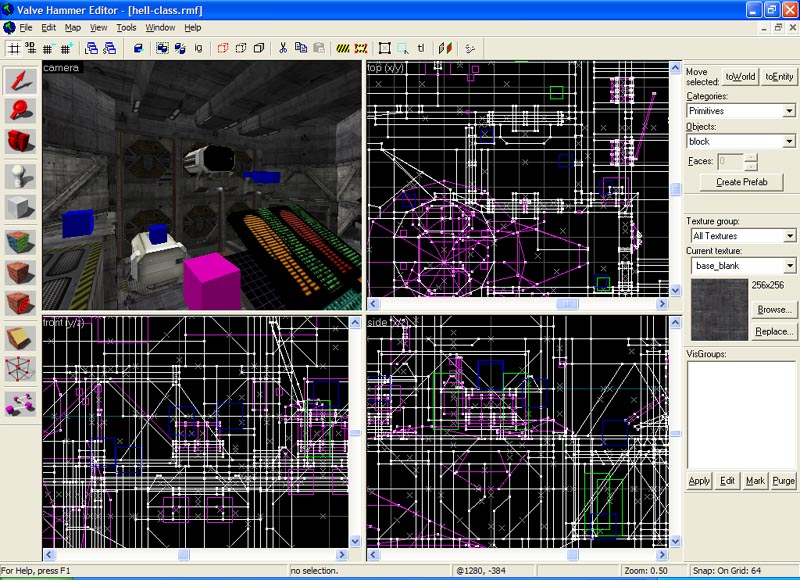 Valve Hammer Editor - [hell-class.rmf]
File Edit Map View Tools Window Help
3D
ig
tl
camera
top (x/y)
front (y/z)
side (x/z)
Move selected:
toWorld
toEntity
Categories:
Primitives
Objects:
block
Faces:
0
Create Prefab
Texture group:
All Textures
Current texture:
base_blank
256x256
Browse...
Replace...
VisGroups:
Apply
Edit
Mark
Purge
For Help, press F1
no selection.
@1280, -384
Zoom: 0.50
Snap: On Grid: 64